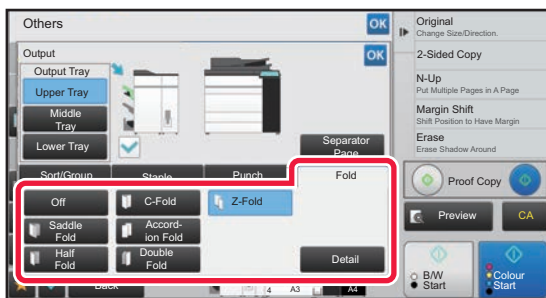 Others
OK
Output
OK
Output Tray
Upper Tray
Middle
Tray
Lower Tray
Separator
Page
Sort/Group
Staple
Punch
Fold
Off
C-Fold
Z-Fold
Saddle
Fold
Accord-
ion Fold
Half
Fold
Double
Fold
Detail
Back
4
A3
A4
Original
Change Size/Direction.
2-Sided Copy
N-Up
Put Multiple Pages in A Page
Margin Shift
Shift Position to Have Margin
Erase
Erase Shadow Around
Proof Copy
Preview
CA
B/W
Start
Colour
Start